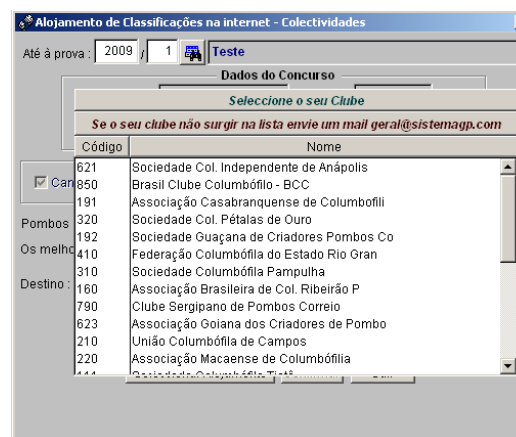 Alojamento de Classificações na internet - Colectividades
Até à prova : 2009 / 1 Teste
Dados do Concurso
Seleccione o seu Clube
Se o seu clube não surgir na lista envie um mail geral@sistemagp.com
Código Nome
621 Sociedade Col. Independente de Anápolis
850 Brasil Clube Columbófilo - BCC
191 Associação Casabranquense de Columbofili
320 Sociedade Col. Pétalas de Ouro
192 Sociedade Guaçana de Criadores Pombos Co
410 Federação Columbófila do Estado Rio Gran
310 Sociedade Columbófila Pampulha
160 Associação Brasileira de Col. Ribeirão P
790 Clube Sergipano de Pombos Correio
623 Associação Goiana dos Criadores de Pombo
210 União Columbófila de Campos
220 Associação Macaense de Columbófilia
Can
Pombos
Os melho
Destino :